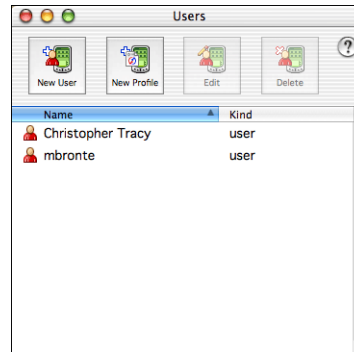 Users
New User New Profile Edit Delete ?
Name Kind
Christopher Tracy user
mbronte user